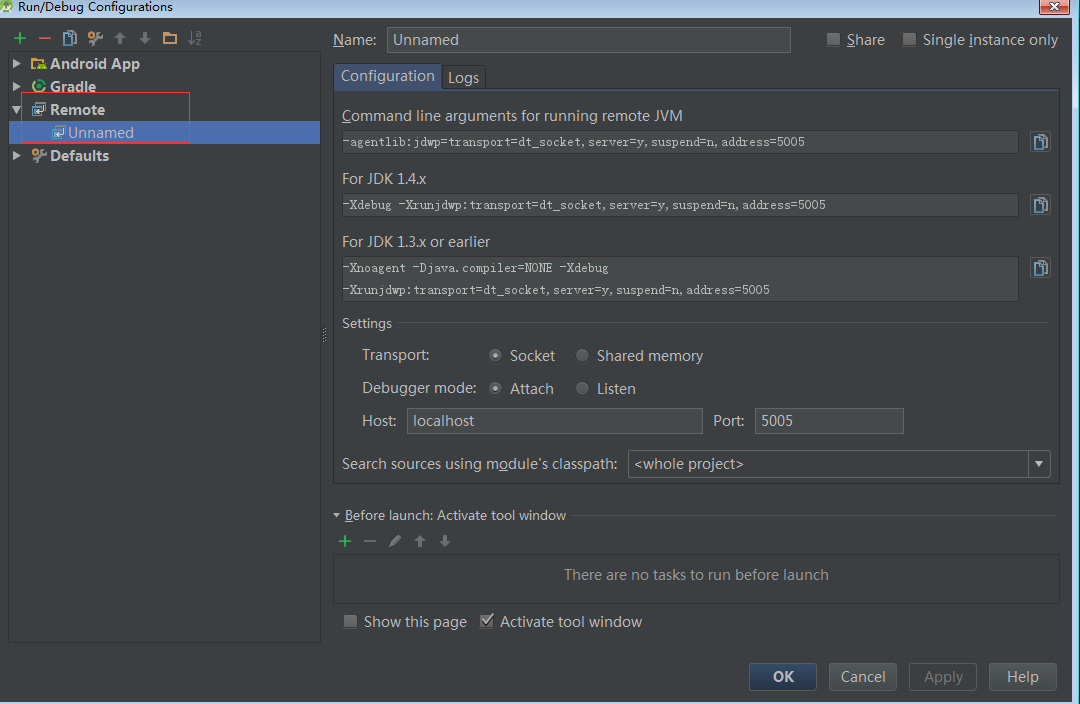 Run/Debug Configurations
Name: Unnamed
Share
Single instance only
Android App
Gradle
Remote
Unnamed
Defaults
Configuration
Logs
Command line arguments for running remote JVM
-agentlib:jdwp=transport=dt_socket,server=y,suspend=n,address=5005
For JDK 1.4.x
-Xdebug -Xrunjdwp:transport=dt_socket,server=y,suspend=n,address=5005
For JDK 1.3.x or earlier
-Xnoagent -Djava.compiler=NONE -Xdebug
-Xrunjdwp:transport=dt_socket,server=y,suspend=n,address=5005
Settings
Transport: Socket Shared memory
Debugger mode: Attach Listen
Host: localhost Port: 5005
Search sources using module's classpath: <whole project>
Before launch: Activate tool window
There are no tasks to run before launch
Show this page Activate tool window
OK Cancel Apply Help